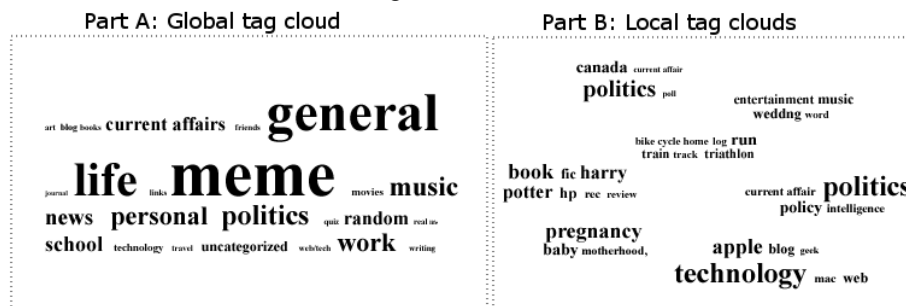 Part A: Global tag cloud
art blog books current affairs friends general
journal life links meme movies music
news personal politics quiz random real us
school technology travel uncategorized web/tech work writing
Part B: Local tag clouds
canada current affair
politics poll
entertainment music
weddng word
bike cycle home log run
train track triathlon
book fic harry
potter hp rec review
current affair politics
policy intelligence
pregnancy
baby motherhood,
apple blog geek
technology mac web